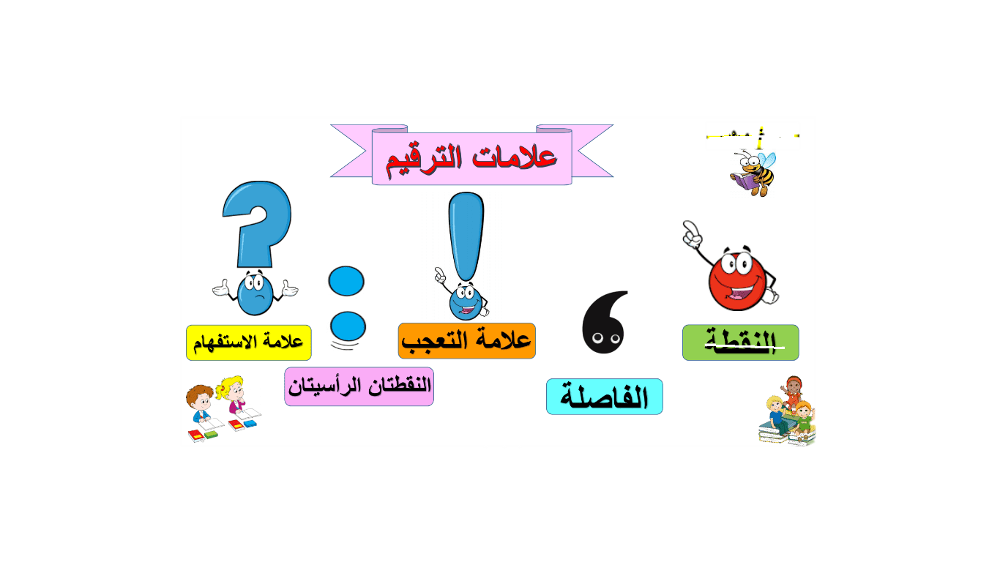 علامات الترقيم
النقطة
الفاصلة
علامة التعجب
النقطتان الرأسيتان
علامة الاستفهام